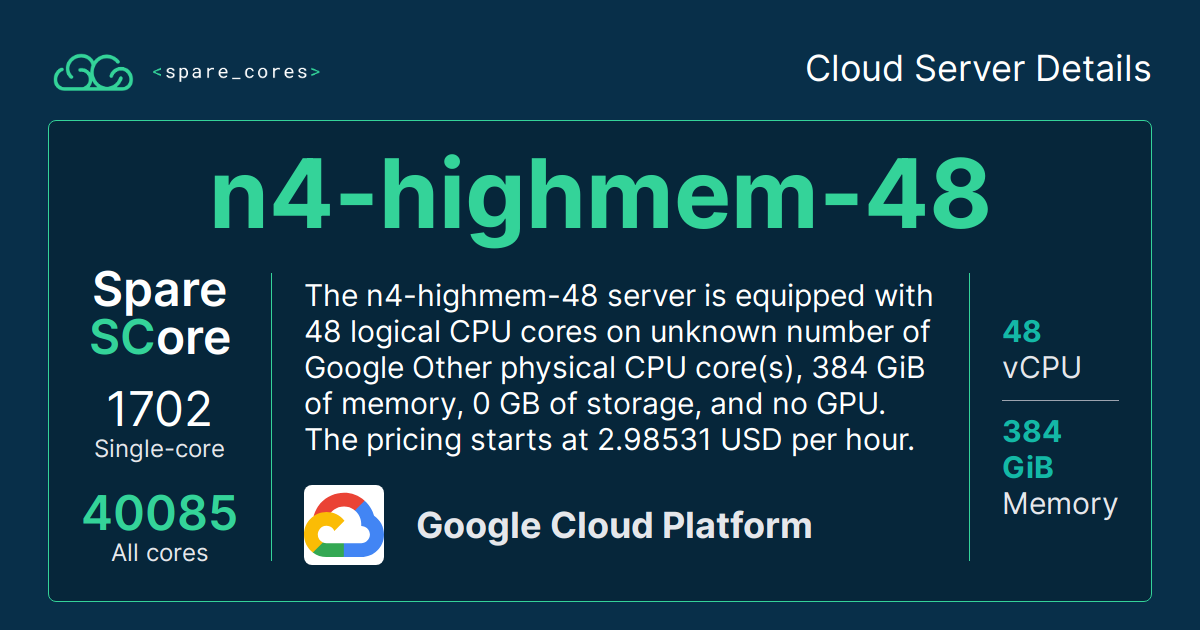 <spare_cores>
Cloud Server Details
n4-highmem-48
Spare
SCore
1702
Single-core
40085
All cores
The n4-highmem-48 server is equipped with
48 logical CPU cores on unknown number of
Google Other physical CPU core(s), 384 GiB
of memory, 0 GB of storage, and no GPU.
The pricing starts at 2.98531 USD per hour.
Google Cloud Platform
48
vCPU
384
GiB
Memory